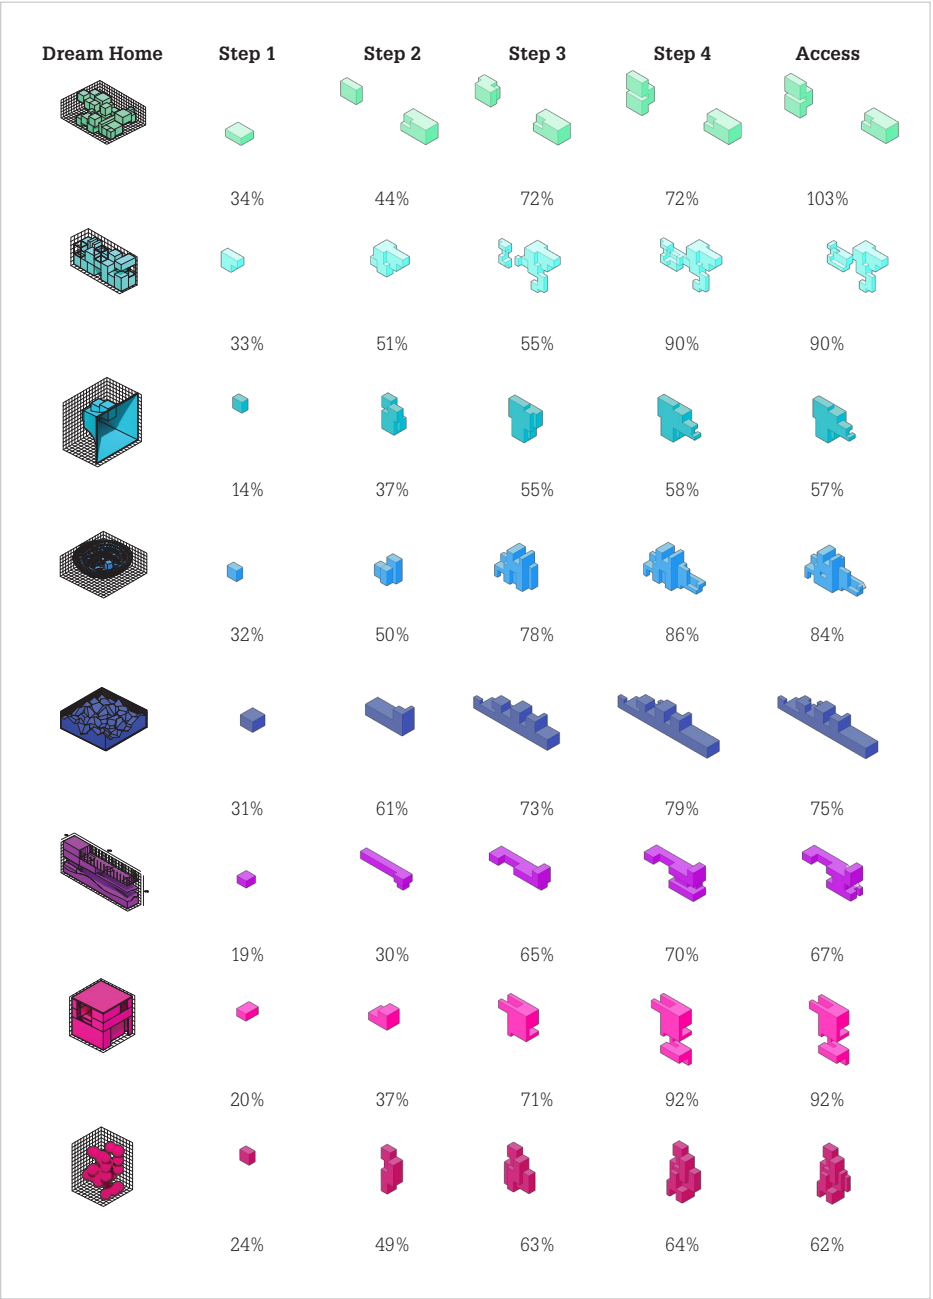 Dream Home Step 1 Step 2 Step 3 Step 4 Access
34% 44% 72% 72% 103%
33% 51% 55% 90% 90%
14% 37% 55% 58% 57%
32% 50% 78% 86% 84%
31% 61% 73% 79% 75%
19% 30% 65% 70% 67%
20% 37% 71% 92% 92%
24% 49% 63% 64% 62%